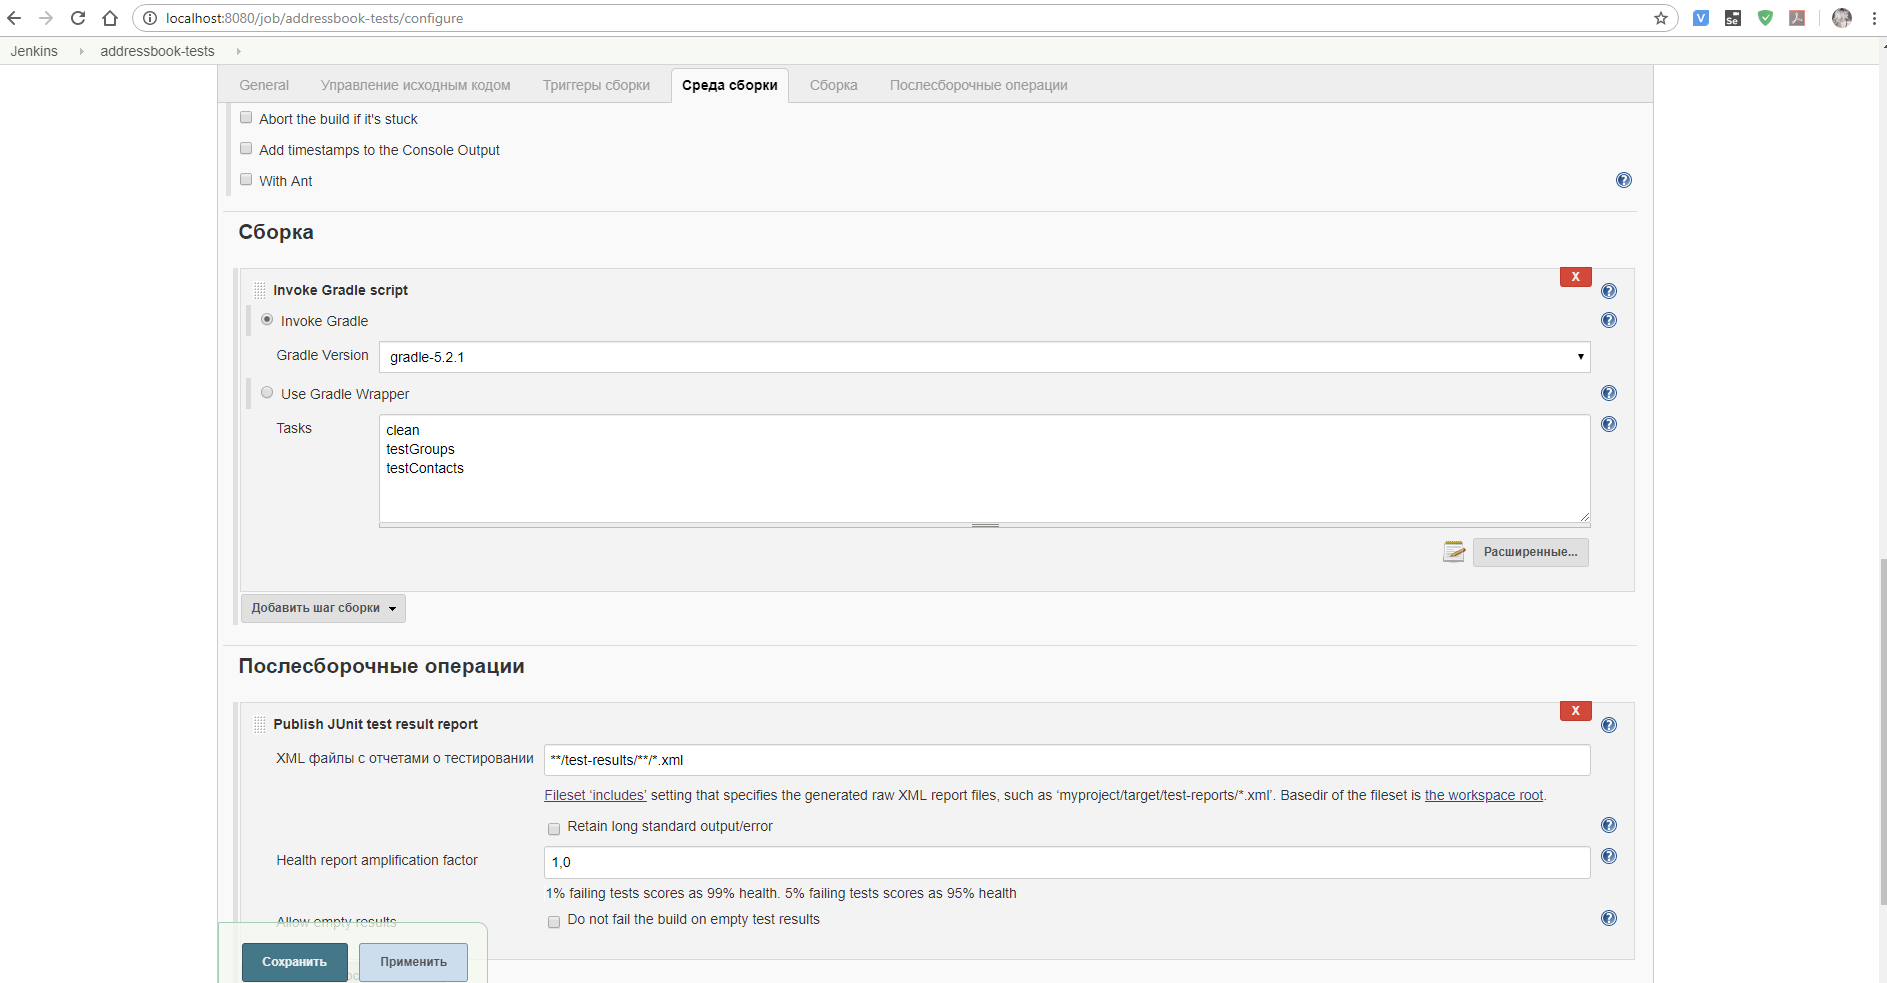 localhost:8080/job/addressbook-tests/configure
Jenkins addressbook-tests
General Управление исходным кодом Триггеры сборки Среда сборки Сборка Послесборочные операции
Abort the build if it's stuck
Add timestamps to the Console Output
With Ant
Сборка
X
Invoke Gradle script
Invoke Gradle
Gradle Version gradle-5.2.1
Use Gradle Wrapper
Tasks clean
testGroups
testContacts
Расширенные...
Добавить шаг сборки
Послесборочные операции
X
Publish JUnit test result report
XML файлы с отчетами о тестировании **/test-results/**/*.xml
Fileset ‘includes’ setting that specifies the generated raw XML report files, such as ‘myproject/target/test-reports/*.xml’. Basedir of the fileset is the workspace root.
Retain long standard output/error
Health report amplification factor 1,0
1% failing tests scores as 99% health. 5% failing tests scores as 95% health
Allow empty results Do not fail the build on empty test results
Сохранить Применить